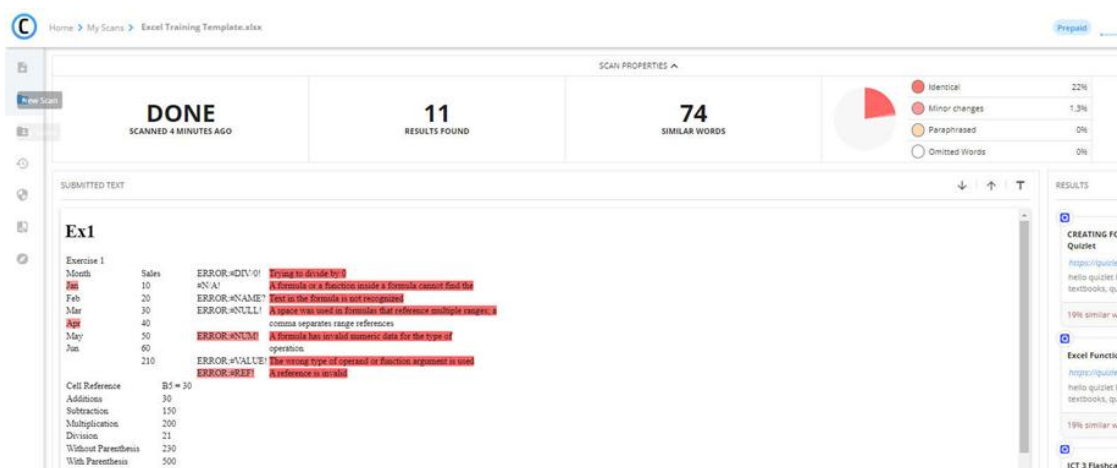 C Home > My Scans > Excel Training Template.xlsx Prepaid
SCAN PROPERTIES
New Scan
DONE
SCANNED 4 MINUTES AGO
11
RESULTS FOUND
74
SIMILAR WORDS
Identical 22%
Minor changes 1.3%
Paraphrased 0%
Omitted Words 0%
SUBMITTED TEXT
Ex1
Exercise 1
Month Sales ERROR:#DIV/0! Trying to divide by 0
Jan 10 #N/A! A formula or a function inside a formula cannot find the
Feb 20 ERROR:#NAME? Text in the formula is not recognized
Mar 30 ERROR:#NULL! A space was used in formulas that reference multiple ranges; a
Apr 40 comma separates range references
May 50 ERROR:#NUM! A formula has invalid numeric data for the type of
Jun 60 operation.
210 ERROR:#VALUE! The wrong type of operand or function argument is used
ERROR:#REF! A reference is invalid
Cell Reference B5 = 30
Additions 30
Subtraction 150
Multiplication 200
Division 21
Without Parenthesis 230
With Parenthesis 500
RESULTS
CREATING FO
Quizlet
https://quizle
hello quizlet
textbooks, qu
19% similar w
Excel Functio
https://quizle
hello quizlet
textbooks, qu
19% similar w
ICT 3 Flashca